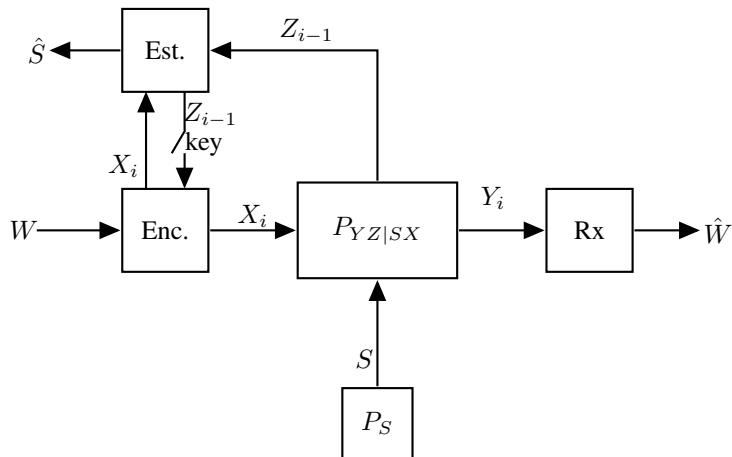 Z_{i-1}
Ŝ
Est.
Z_{i-1}
key
X_i
W
Enc.
X_i
P_{YZ|SX}
Y_i
Rx
Ŵ
S
P_S